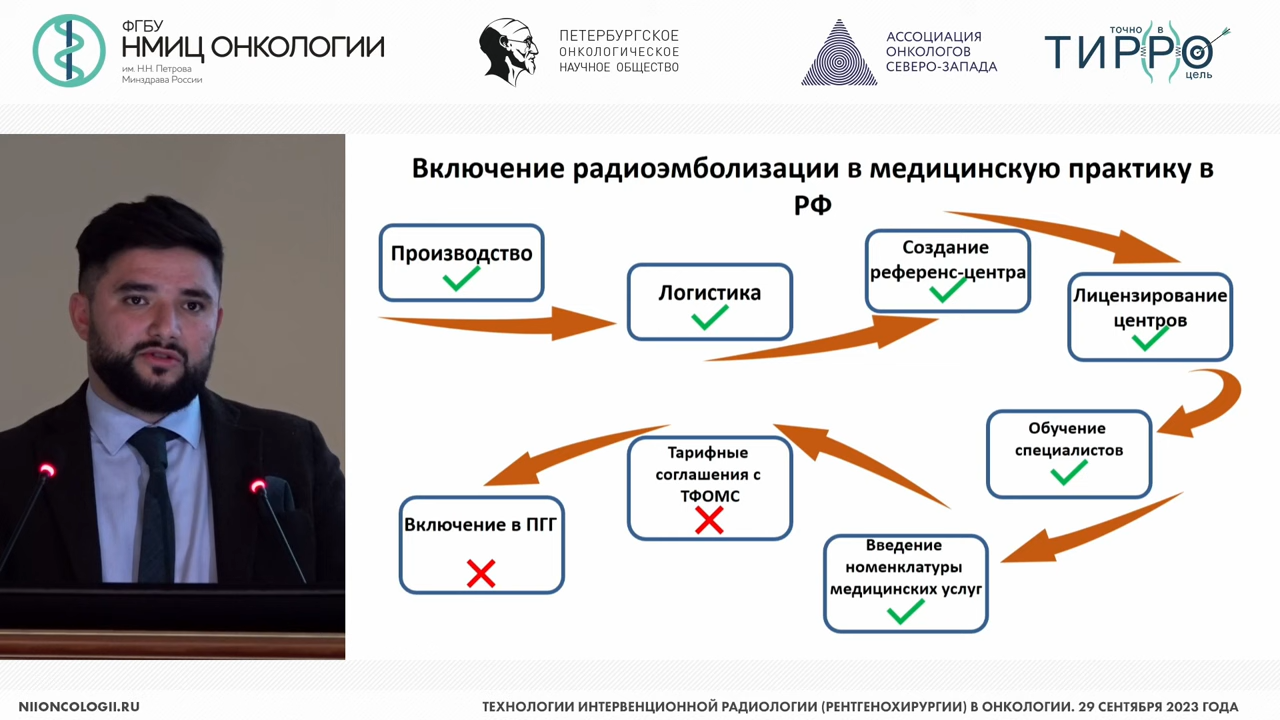 ФГБУ
НМИЦ ОНКОЛОГИИ
им. Н.Н. Петрова
Минздрава России
ПЕТЕРБУРГСКОЕ
ОНКОЛОГИЧЕСКОЕ
НАУЧНОЕ ОБЩЕСТВО
АССОЦИАЦИЯ
ОНКОЛОГОВ
СЕВЕРО-ЗАПАДА
ТОЧНО В
ТИРРО
ЦЕЛЬ
Включение радиоэмболизации в медицинскую практику в
РФ
Производство
Логистика
Создание
референс-центра
Лицензирование
центров
Обучение
специалистов
Введение
номенклатуры
медицинских услуг
Тарифные
соглашения с
ТФОМС
Включение в ПГГ
NIIONCOLOGII.RU
ТЕХНОЛОГИИ ИНТЕРВЕНЦИОННОЙ РАДИОЛОГИИ (РЕНТГЕНОХИРУРГИИ) В ОНКОЛОГИИ. 29 СЕНТЯБРЯ 2023 ГОДА